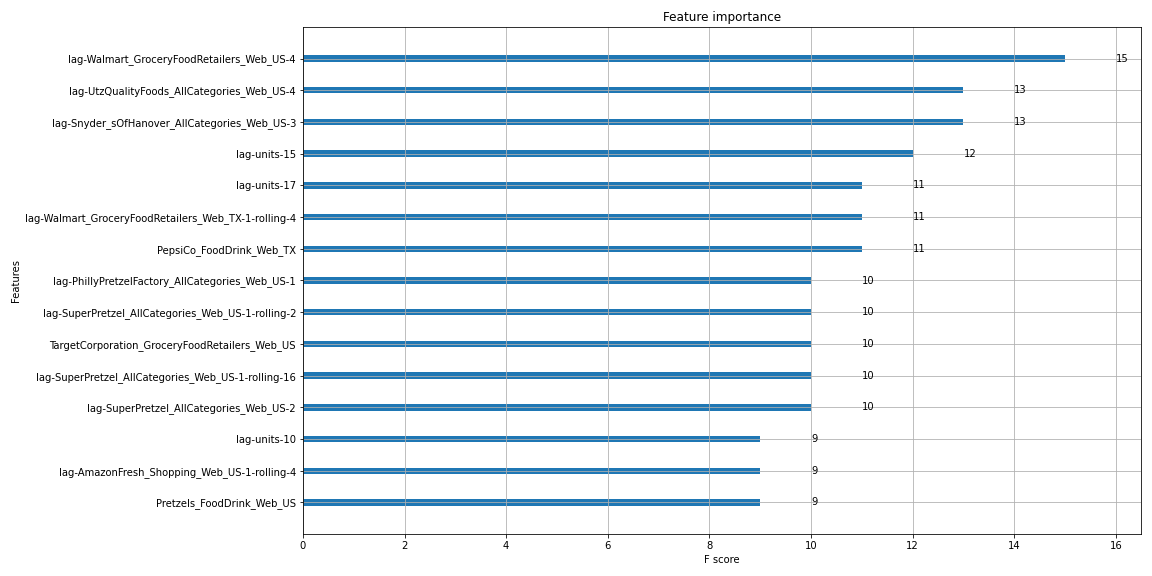 Feature importance
lag-Walmart_GroceryFoodRetailers_Web_US-4 15
lag-UtzQualityFoods_AllCategories_Web_US-4 13
lag-Snyder_sOfHanover_AllCategories_Web_US-3 13
lag-units-15 12
lag-units-17 11
lag-Walmart_GroceryFoodRetailers_Web_TX-1-rolling-4 11
PepsiCo_FoodDrink_Web_TX 11
lag-PhillyPretzelFactory_AllCategories_Web_US-1 10
lag-SuperPretzel_AllCategories_Web_US-1-rolling-2 10
TargetCorporation_GroceryFoodRetailers_Web_US 10
lag-SuperPretzel_AllCategories_Web_US-1-rolling-16 10
lag-SuperPretzel_AllCategories_Web_US-2 10
lag-units-10 9
lag-AmazonFresh_Shopping_Web_US-1-rolling-4 9
Pretzels_FoodDrink_Web_US 9
Features
0 2 4 6 8 10 12 14 16
F score